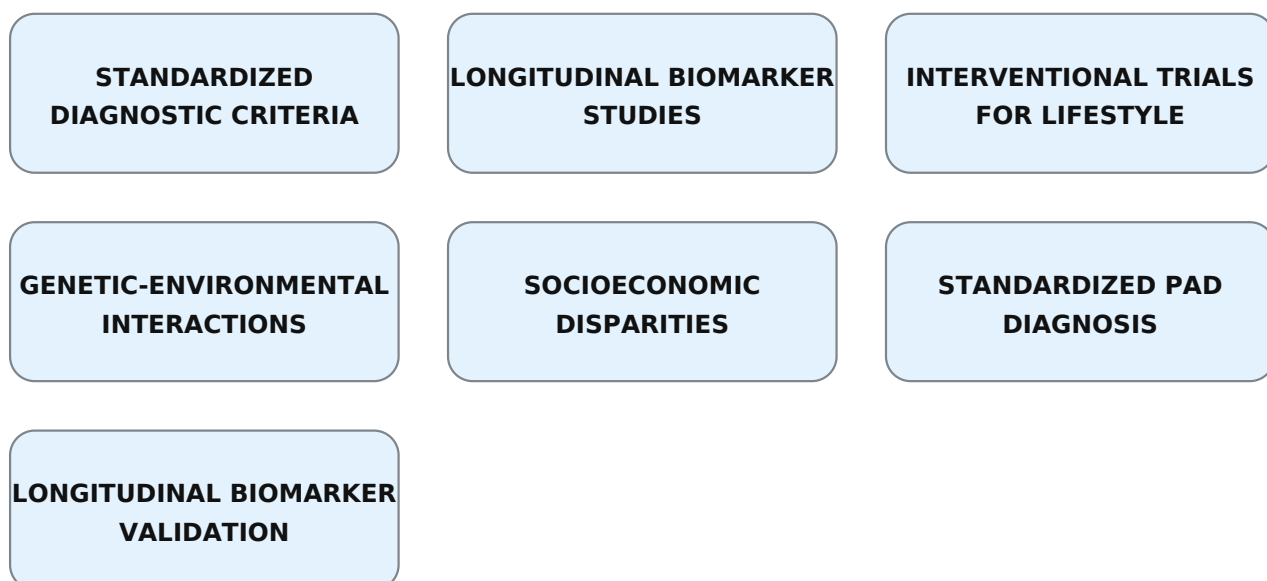 STANDARDIZED
DIAGNOSTIC CRITERIA
LONGITUDINAL BIOMARKER
STUDIES
INTERVENTIONAL TRIALS
FOR LIFESTYLE
GENETIC-ENVIRONMENTAL
INTERACTIONS
SOCIOECONOMIC
DISPARITIES
STANDARDIZED PAD
DIAGNOSIS
LONGITUDINAL BIOMARKER
VALIDATION